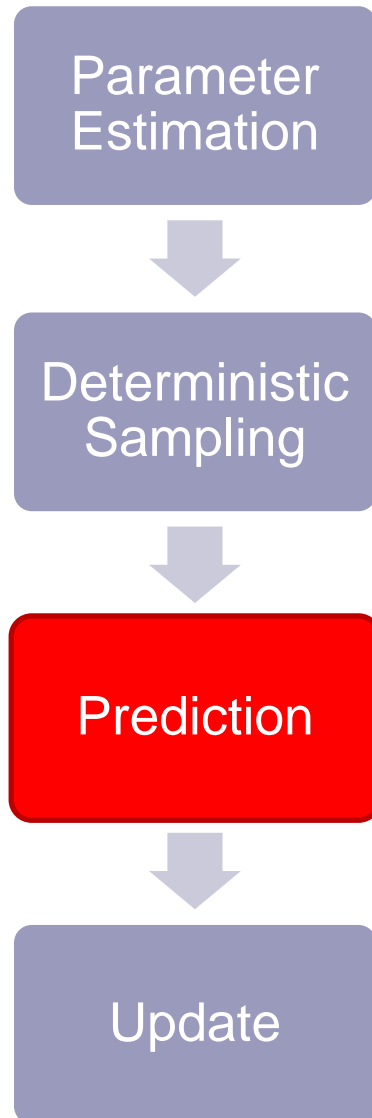 Parameter
Estimation
Deterministic
Sampling
Prediction
Update